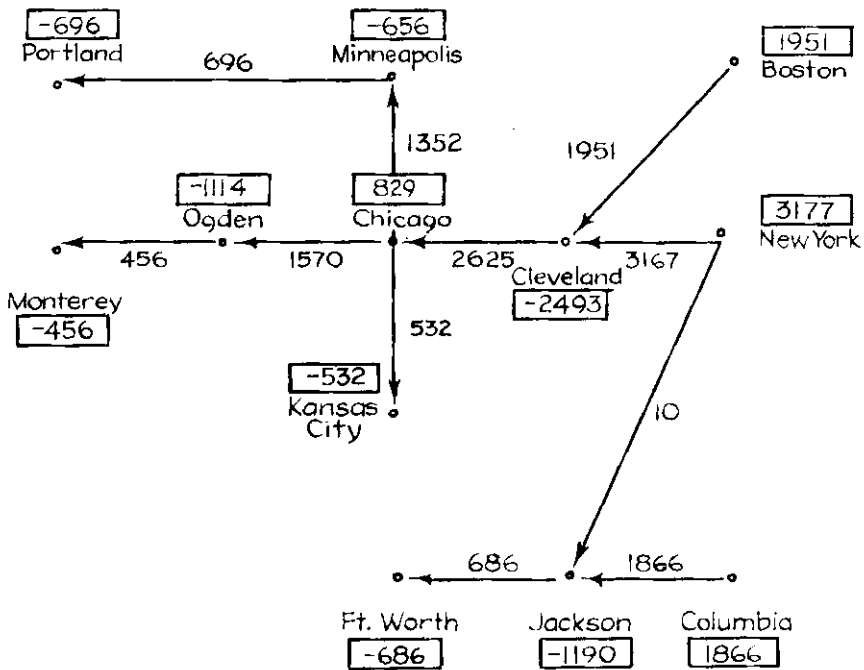 -696
Portland
696
-656
Minneapolis
1951
Boston
1352
1951
-1114
Ogden
829
Chicago
3177
New York
456
1570
2625
Cleveland
-2493
3167
Monterey
-456
532
-532
Kansas
City
10
686
1866
Ft. Worth
-686
Jackson
-1190
Columbia
1866